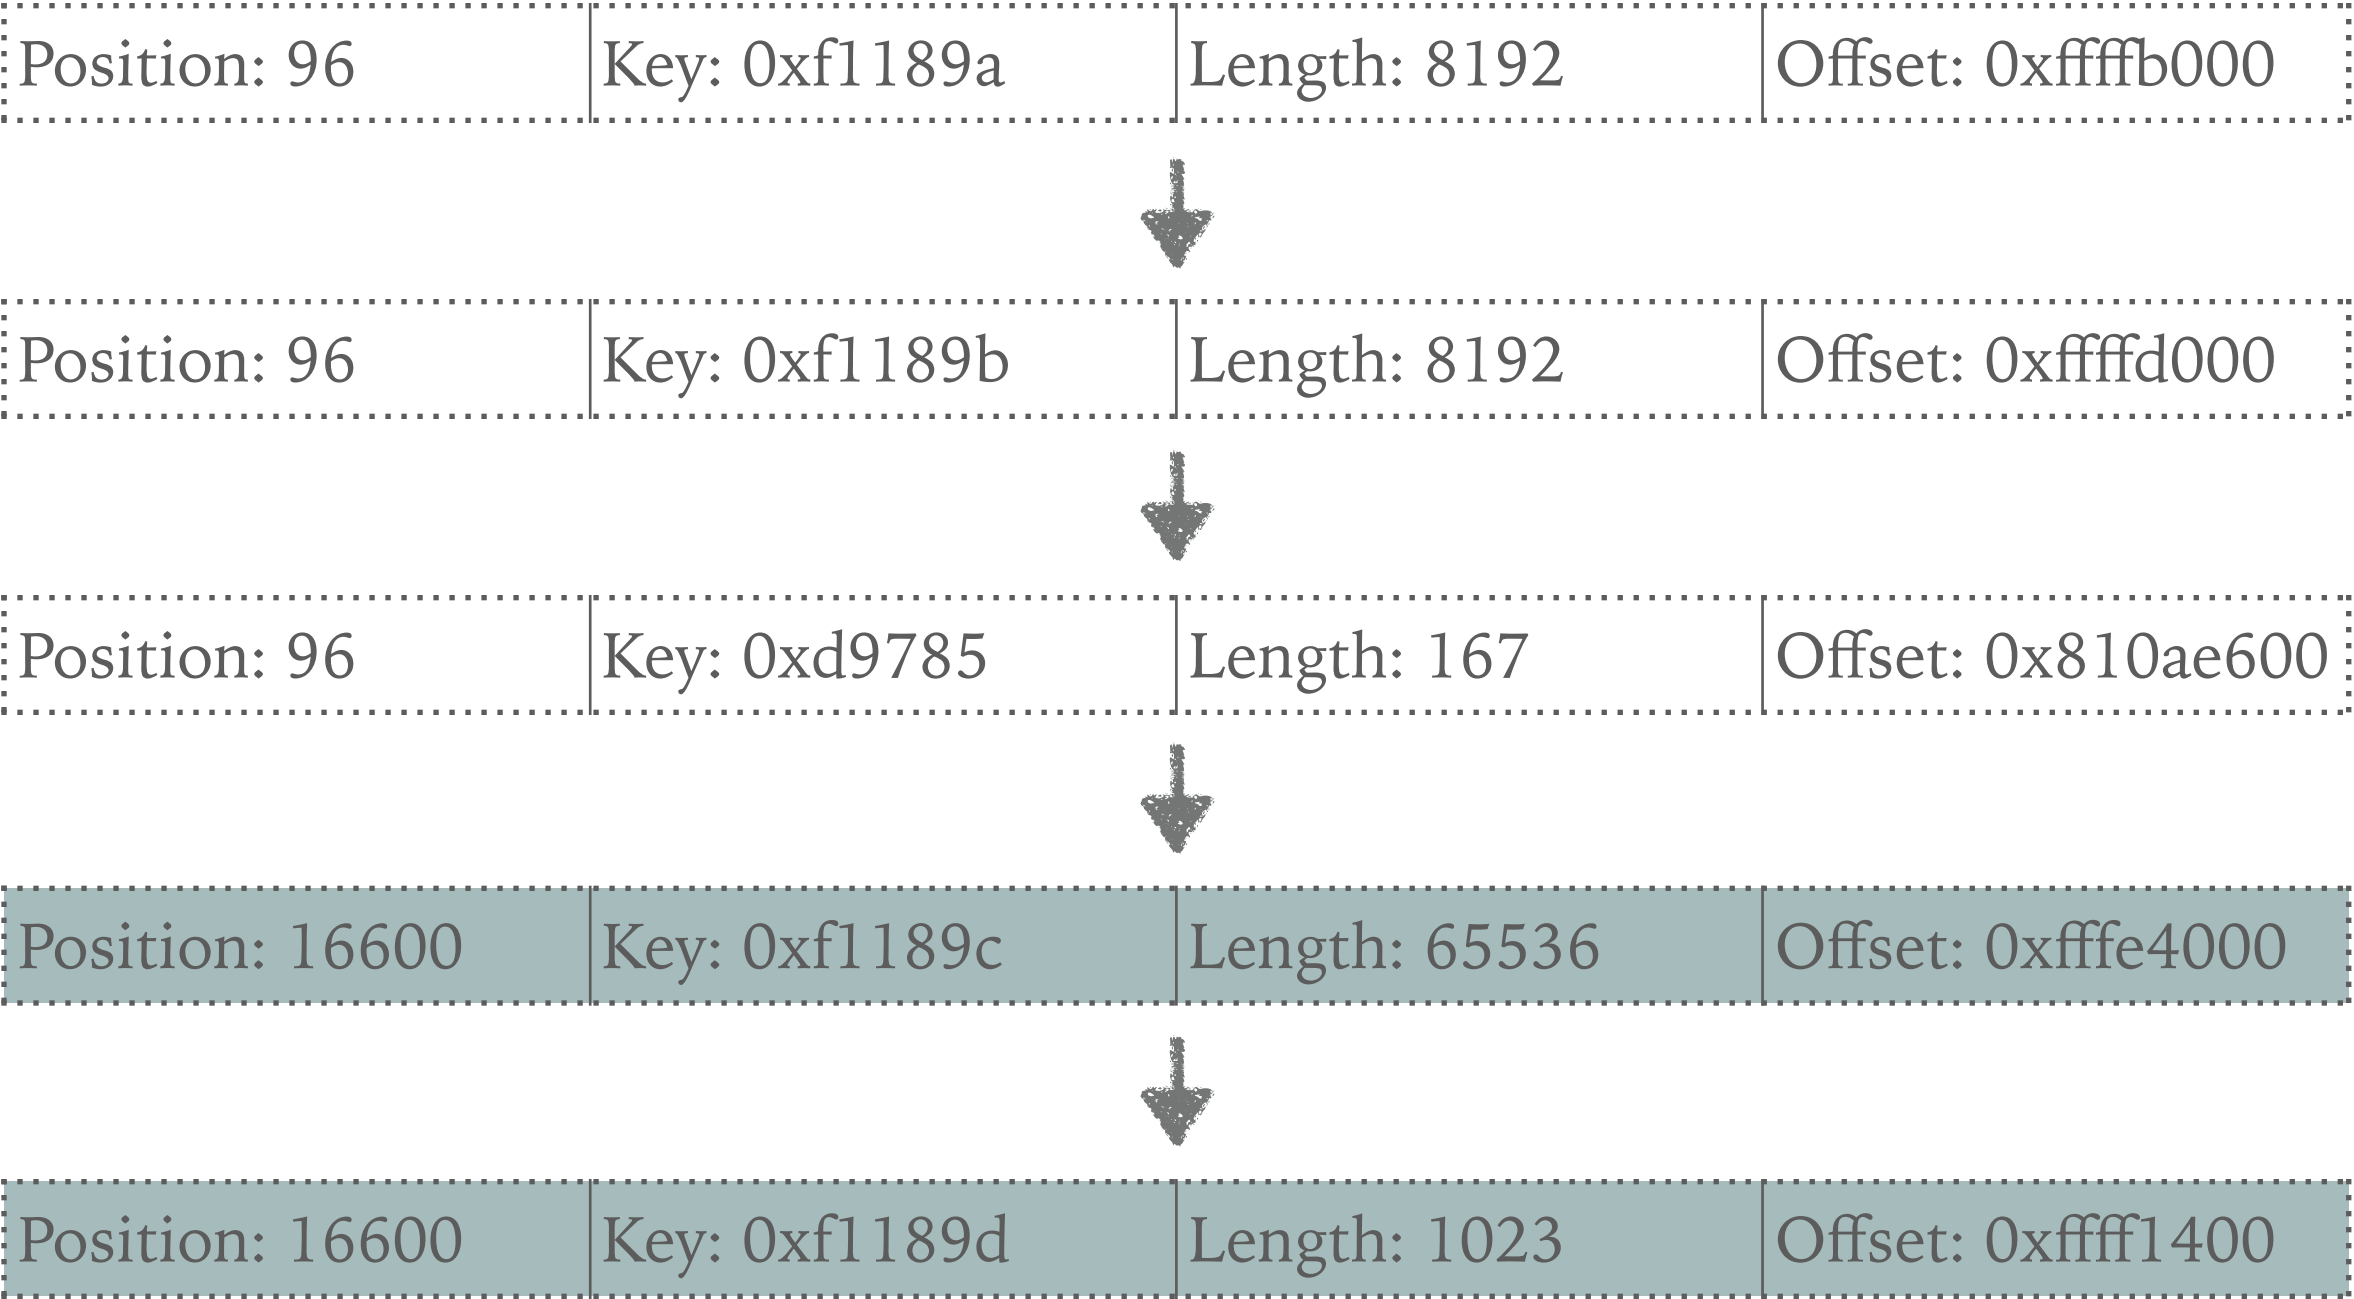 Position: 96 Key: 0xf1189a Length: 8192 Offset: 0xffffb000
Position: 96 Key: 0xf1189b Length: 8192 Offset: 0xffffd000
Position: 96 Key: 0xd9785 Length: 167 Offset: 0x810ae600
Position: 16600 Key: 0xf1189c Length: 65536 Offset: 0xfffe4000
Position: 16600 Key: 0xf1189d Length: 1023 Offset: 0xffff1400